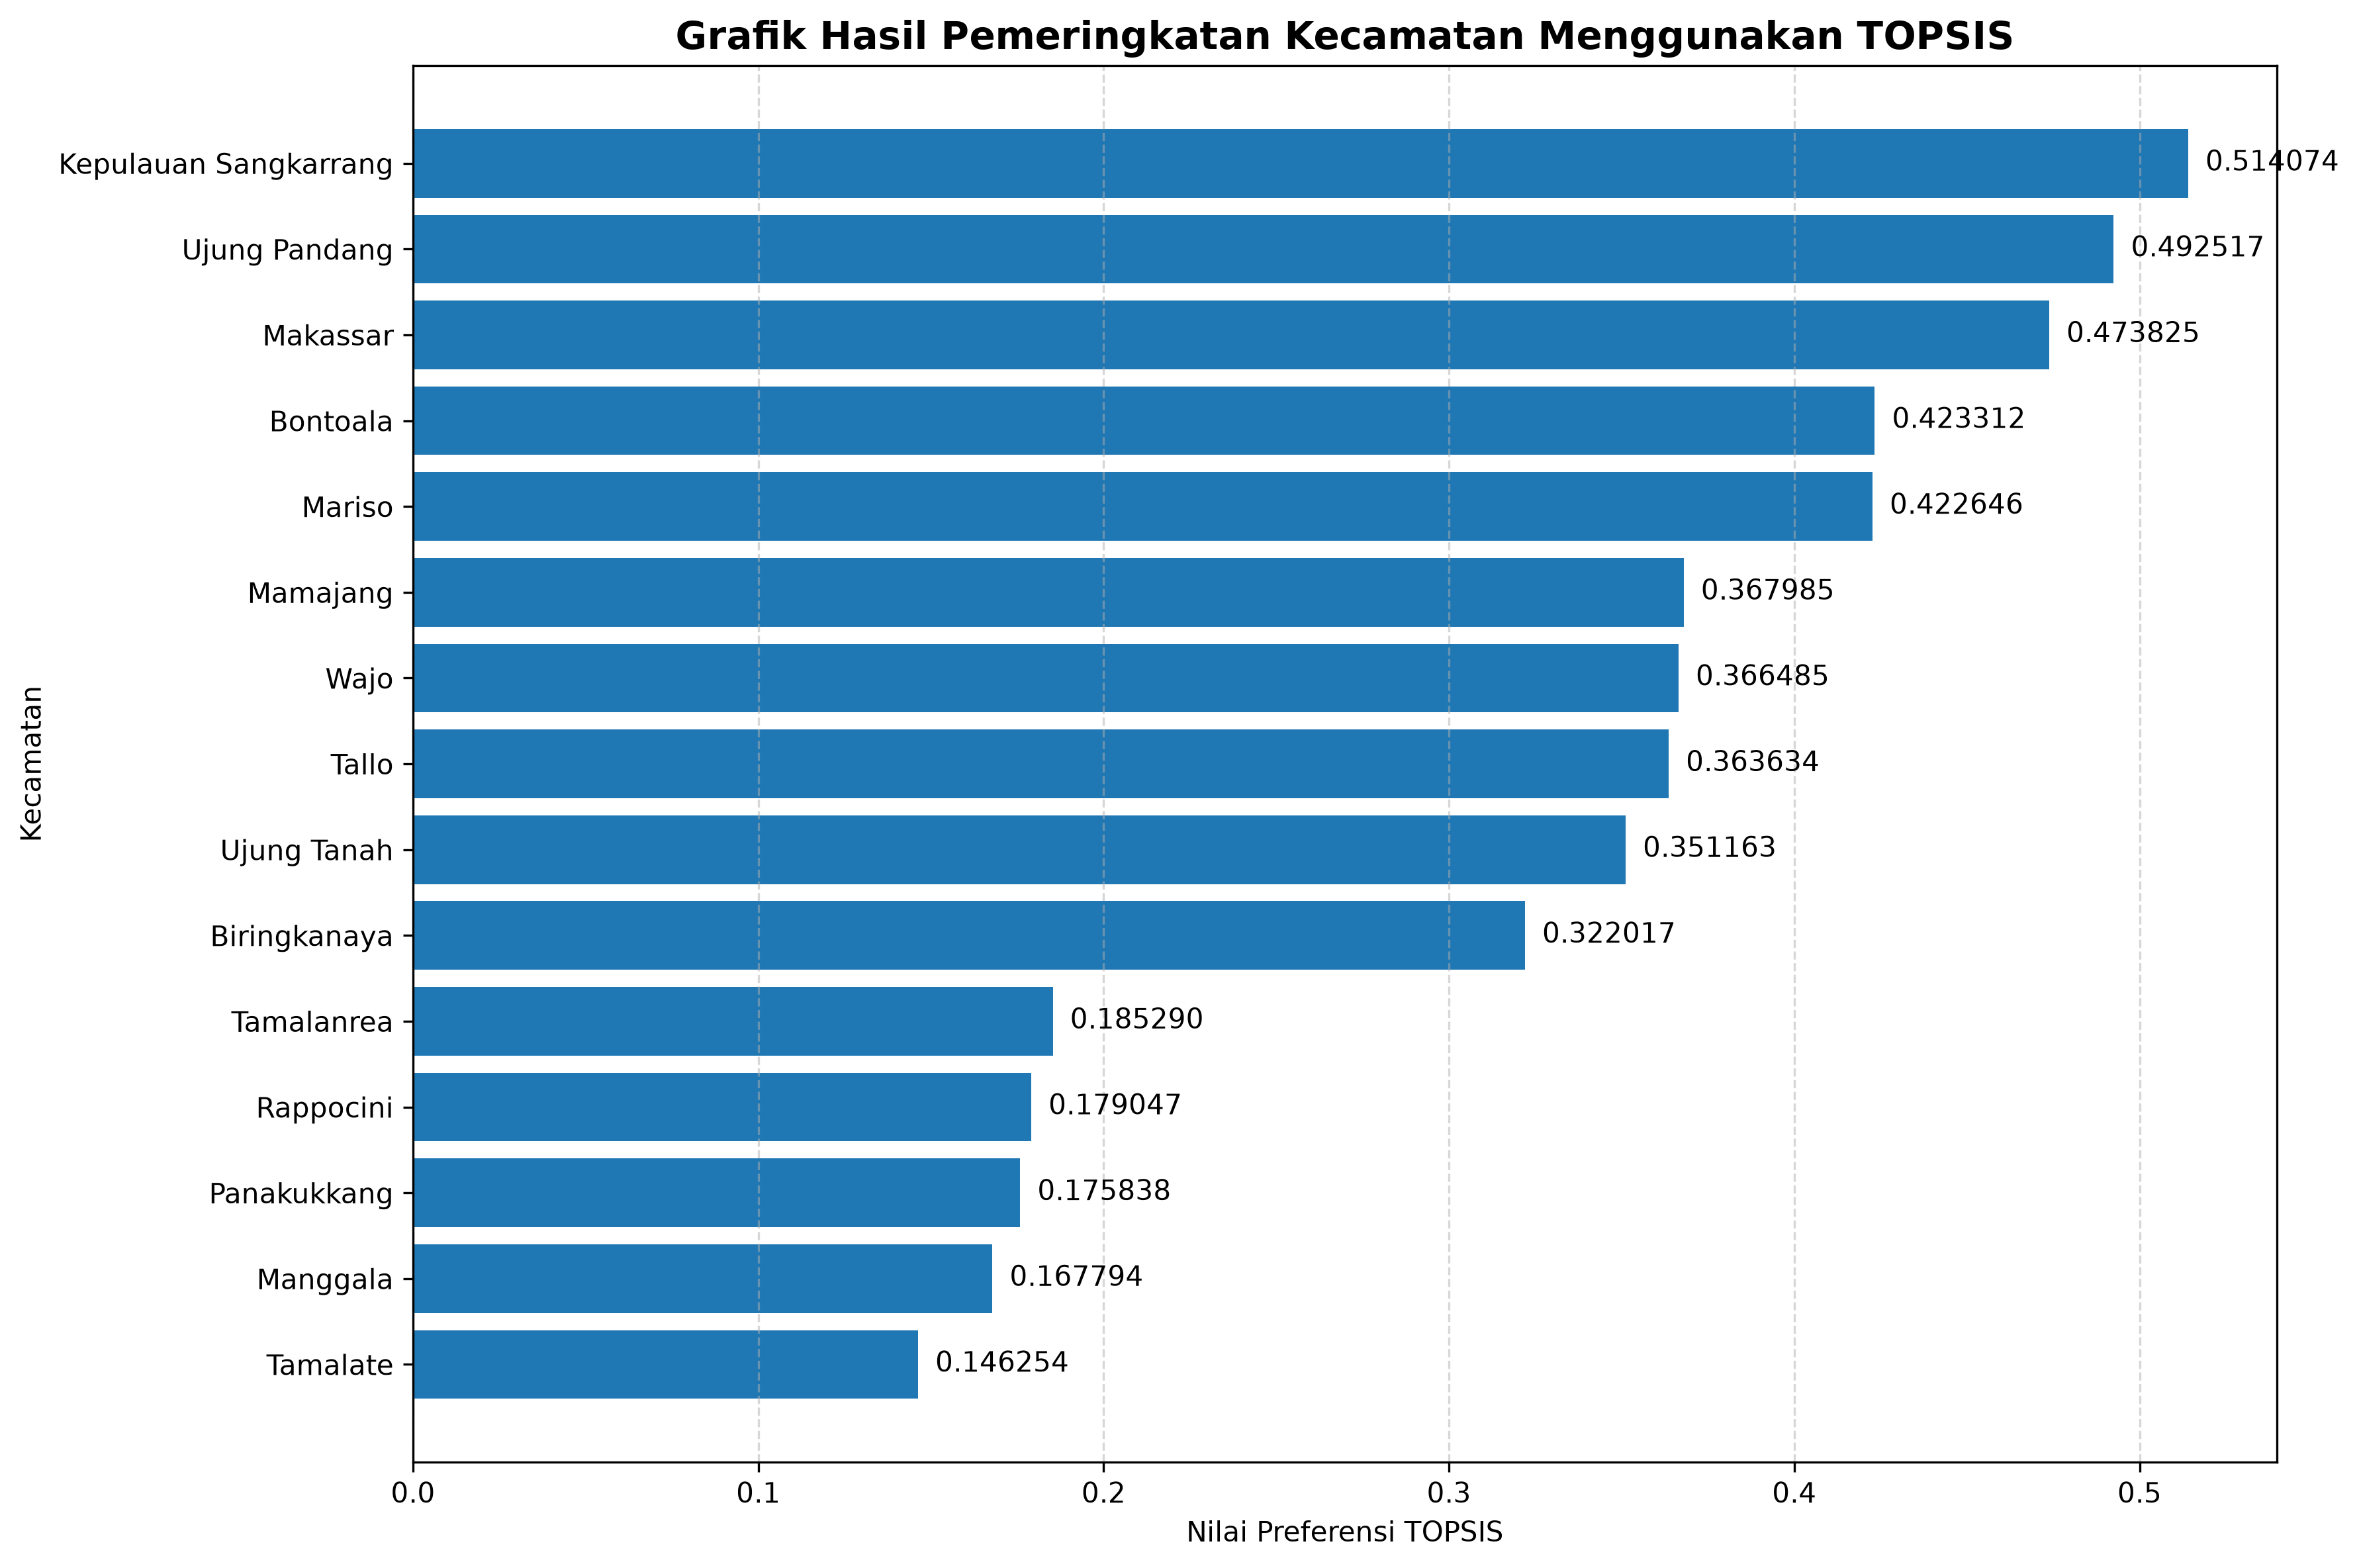 Grafik Hasil Pemeringkatan Kecamatan Menggunakan TOPSIS
Kecamatan
Kepulauan Sangkarrang 0.514074
Ujung Pandang 0.492517
Makassar 0.473825
Bontoala 0.423312
Mariso 0.422646
Mamajang 0.367985
Wajo 0.366485
Tallo 0.363634
Ujung Tanah 0.351163
Biringkanaya 0.322017
Tamalanrea 0.185290
Rappocini 0.179047
Panakukkang 0.175838
Manggala 0.167794
Tamalate 0.146254
0.0 0.1 0.2 0.3 0.4 0.5
Nilai Preferensi TOPSIS